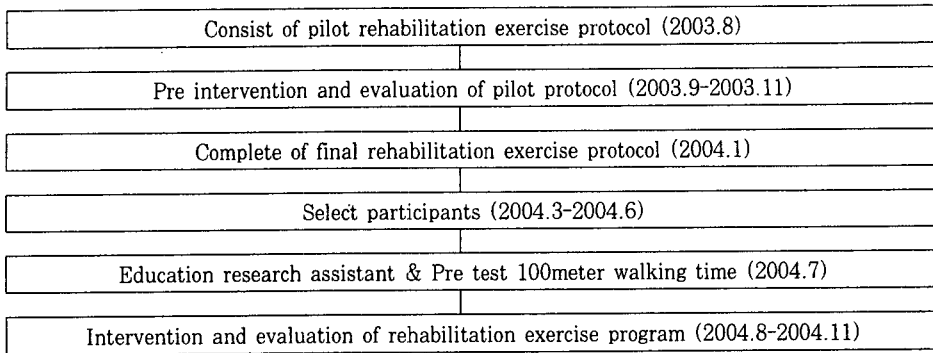 Consist of pilot rehabilitation exercise protocol (2003.8)
Pre intervention and evaluation of pilot protocol (2003.9-2003.11)
Complete of final rehabilitation exercise protocol (2004.1)
Select participants (2004.3-2004.6)
Education research assistant & Pre test 100meter walking time (2004.7)
Intervention and evaluation of rehabilitation exercise program (2004.8-2004.11)